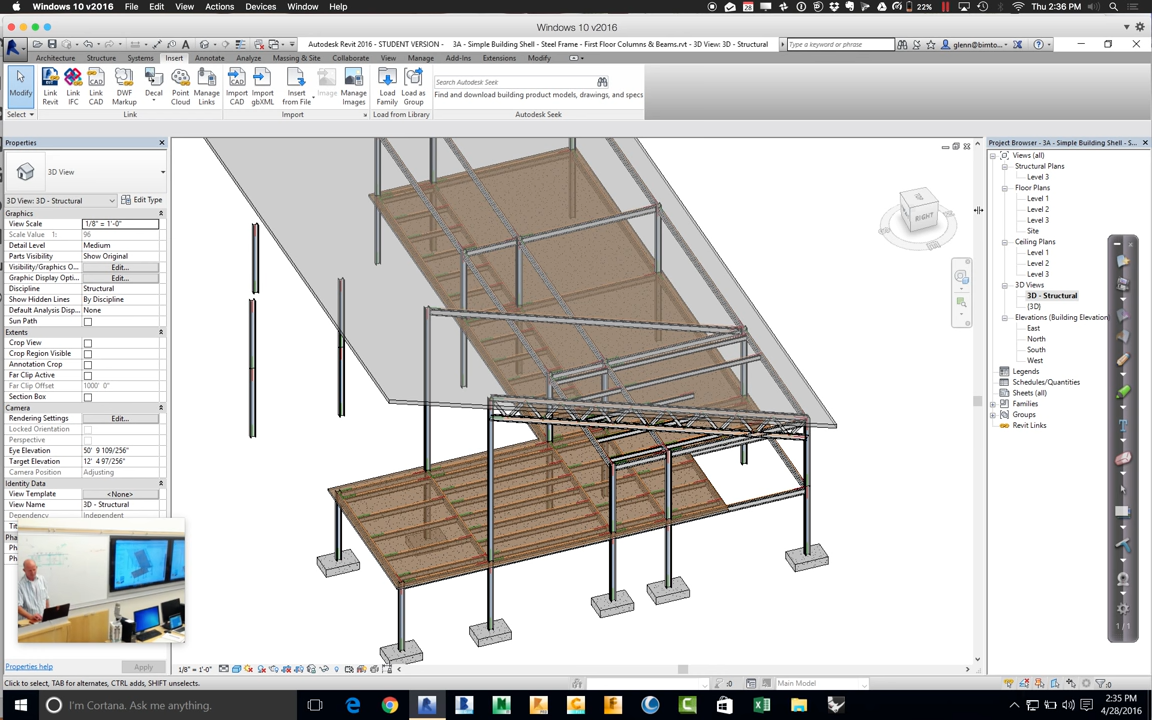 Windows 10 v2016 File Edit View Actions Devices Window Help
22% Thu 2:36 PM
Windows 10 v2016
Autodesk Revit 2016 - STUDENT VERSION - 3A - Simple Building Shell - Steel Frame - First Floor Columns & Beams.rvt - 3D View: 3D - Structural
Type a keyword or phrase
glenn@bimto...
Architecture Structure Systems Insert Annotate Analyze Massing & Site Collaborate View Manage Add-Ins Extensions Modify
Modify
Link Revit
Link IFC
Link CAD
DWF Markup
Decal
Point Cloud
Manage Links
Import CAD
Import gbXML
Insert from File
Image
Manage Images
Load Family
Load as Group
Search Autodesk Seek
Find and download building product models, drawings, and specs
Select Link Import Load from Library Autodesk Seek
Properties
3D View
3D View: 3D - Structural
Edit Type
Graphics
View Scale 1/8" = 1'-0"
Scale Value 1: 96
Detail Level Medium
Parts Visibility Show Original
Visibility/Graphics O... Edit...
Graphic Display Opti... Edit...
Discipline Structural
Show Hidden Lines By Discipline
Default Analysis Disp... None
Sun Path
Extents
Crop View
Crop Region Visible
Annotation Crop
Far Clip Active
Far Clip Offset 1000' 0"
Section Box
Camera
Rendering Settings Edit...
Locked Orientation
Perspective
Eye Elevation 50' 9 109/256"
Target Elevation 12' 4 97/256"
Camera Position Adjusting
Identity Data
View Template <None>
View Name 3D - Structural
Dependency Independent
Properties help
Apply
RIGHT
Project Browser - 3A - Simple Building Shell - S...
Views (all)
Structural Plans
Level 3
Floor Plans
Level 1
Level 2
Level 3
Site
Ceiling Plans
Level 1
Level 2
Level 3
3D Views
3D - Structural
{3D}
Elevations (Building Elevation
East
North
South
West
Legends
Schedules/Quantities
Sheets (all)
Families
Groups
Revit Links
1/1
1/8" = 1'-0"
Click to select, TAB for alternates, CTRL adds, SHIFT unselects.
:0
Main Model
:0
I'm Cortana. Ask me anything.
2:35 PM
4/28/2016